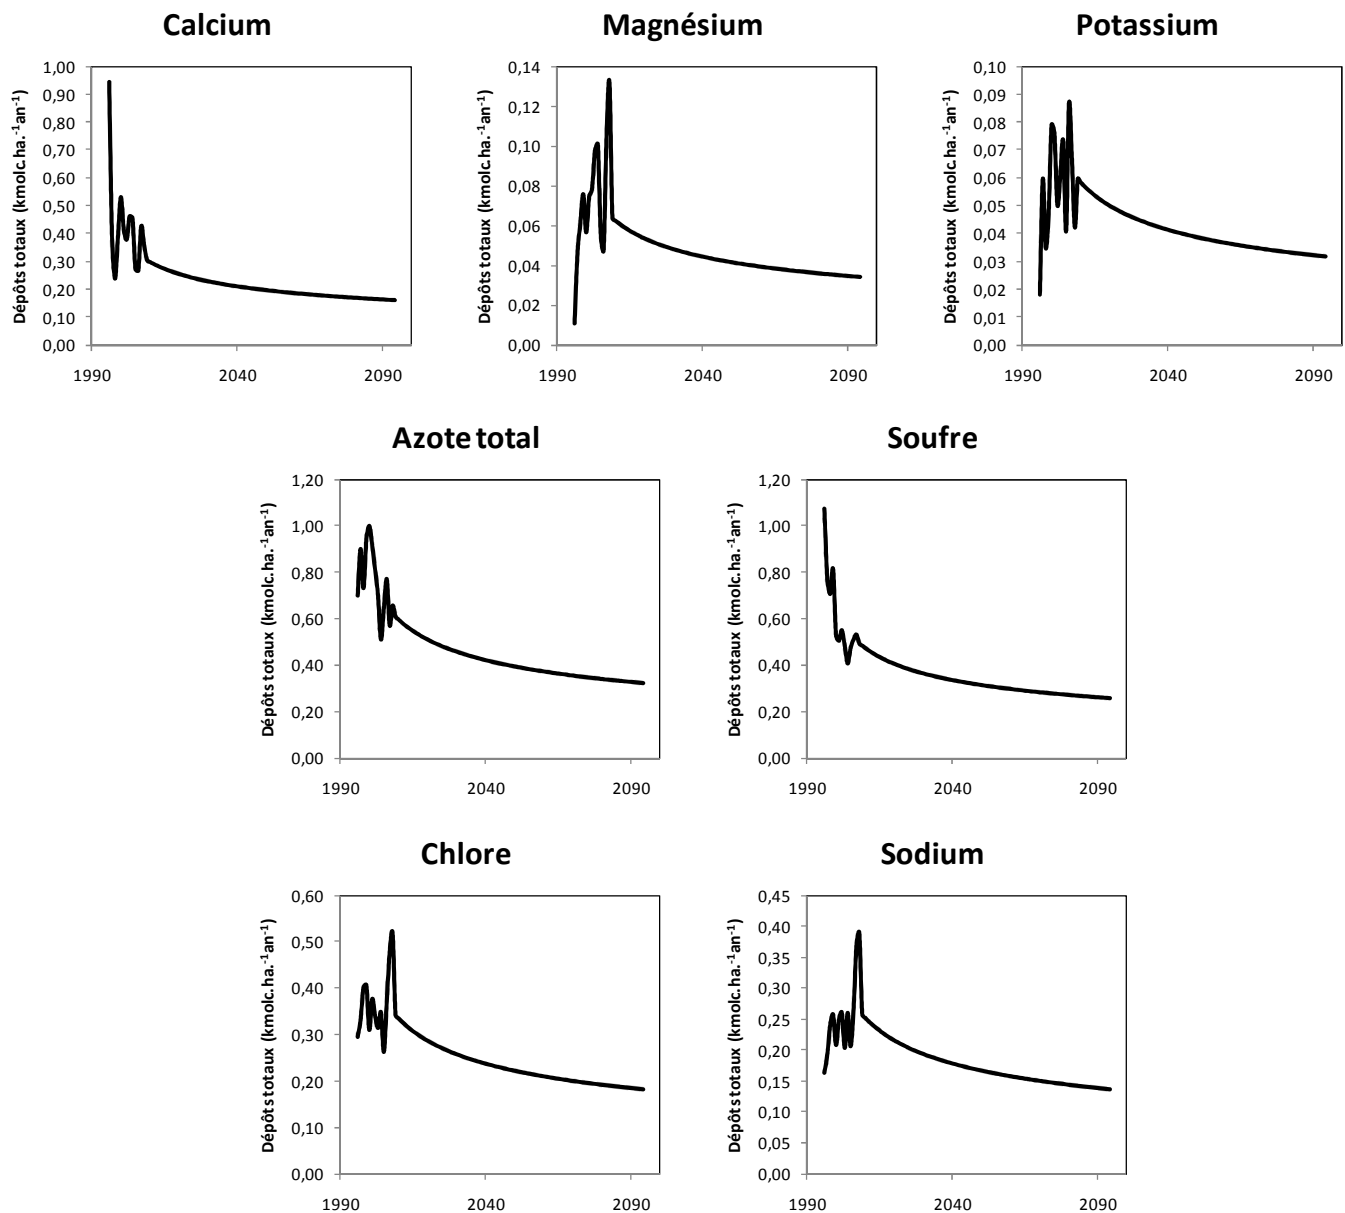 Calcium
Magnésium
Potassium
Dépôts totaux (kmolc.ha.⁻¹an⁻¹)
1,00
0,90
0,80
0,70
0,60
0,50
0,40
0,30
0,20
0,10
0,00
1990 2040 2090
Dépôts totaux (kmolc.ha.⁻¹an⁻¹)
0,14
0,12
0,10
0,08
0,06
0,04
0,02
0,00
1990 2040 2090
Dépôts totaux (kmolc.ha.⁻¹an⁻¹)
0,10
0,09
0,08
0,07
0,06
0,05
0,04
0,03
0,02
0,01
0,00
1990 2040 2090
Azote total
Soufre
Dépôts totaux (kmolc.ha.⁻¹an⁻¹)
1,20
1,00
0,80
0,60
0,40
0,20
0,00
1990 2040 2090
Dépôts totaux (kmolc.ha.⁻¹an⁻¹)
1,20
1,00
0,80
0,60
0,40
0,20
0,00
1990 2040 2090
Chlore
Sodium
Dépôts totaux (kmolc.ha.⁻¹an⁻¹)
0,60
0,50
0,40
0,30
0,20
0,10
0,00
1990 2040 2090
Dépôts totaux (kmolc.ha.⁻¹an⁻¹)
0,45
0,40
0,35
0,30
0,25
0,20
0,15
0,10
0,05
0,00
1990 2040 2090